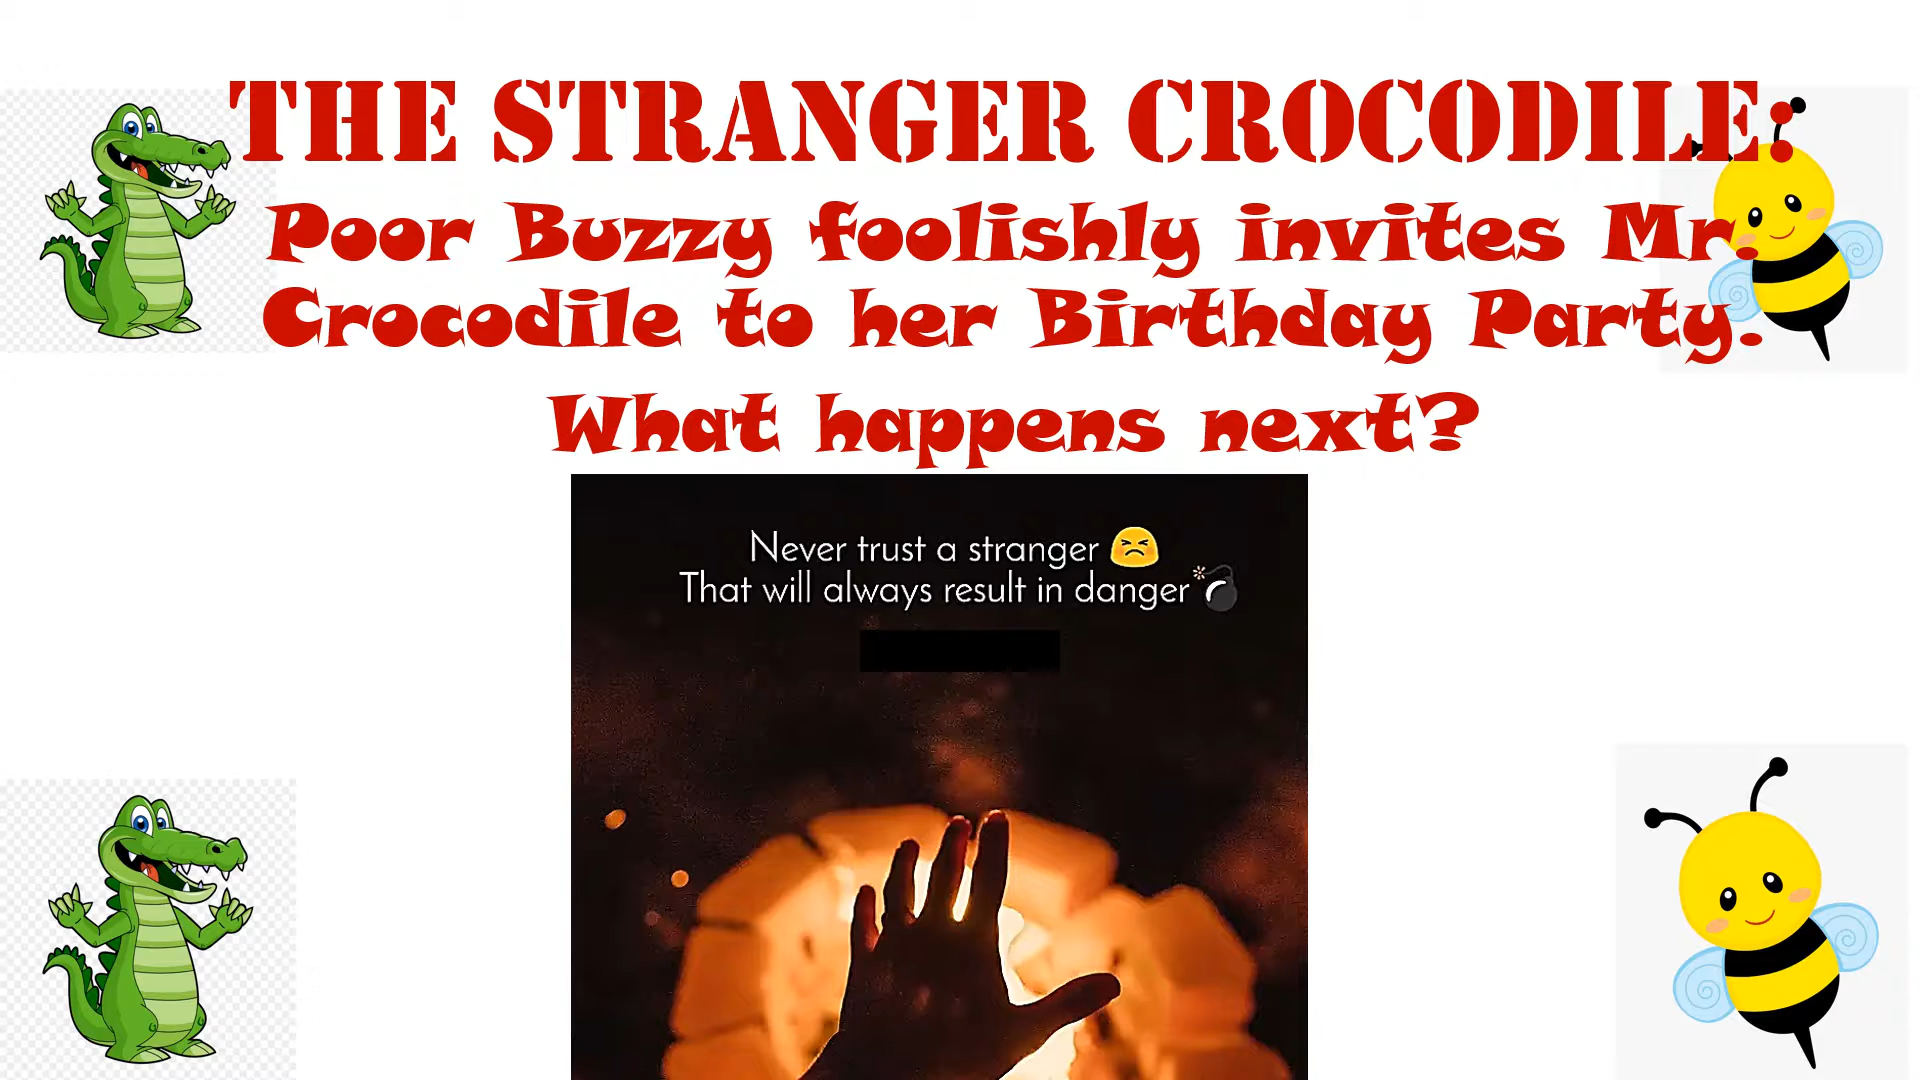 THE STRANGER CROCODILE:
Poor Buzzy foolishly invites Mr.
Crocodile to her Birthday Party.
What happens next?
Never trust a stranger 😣
That will always result in danger💣